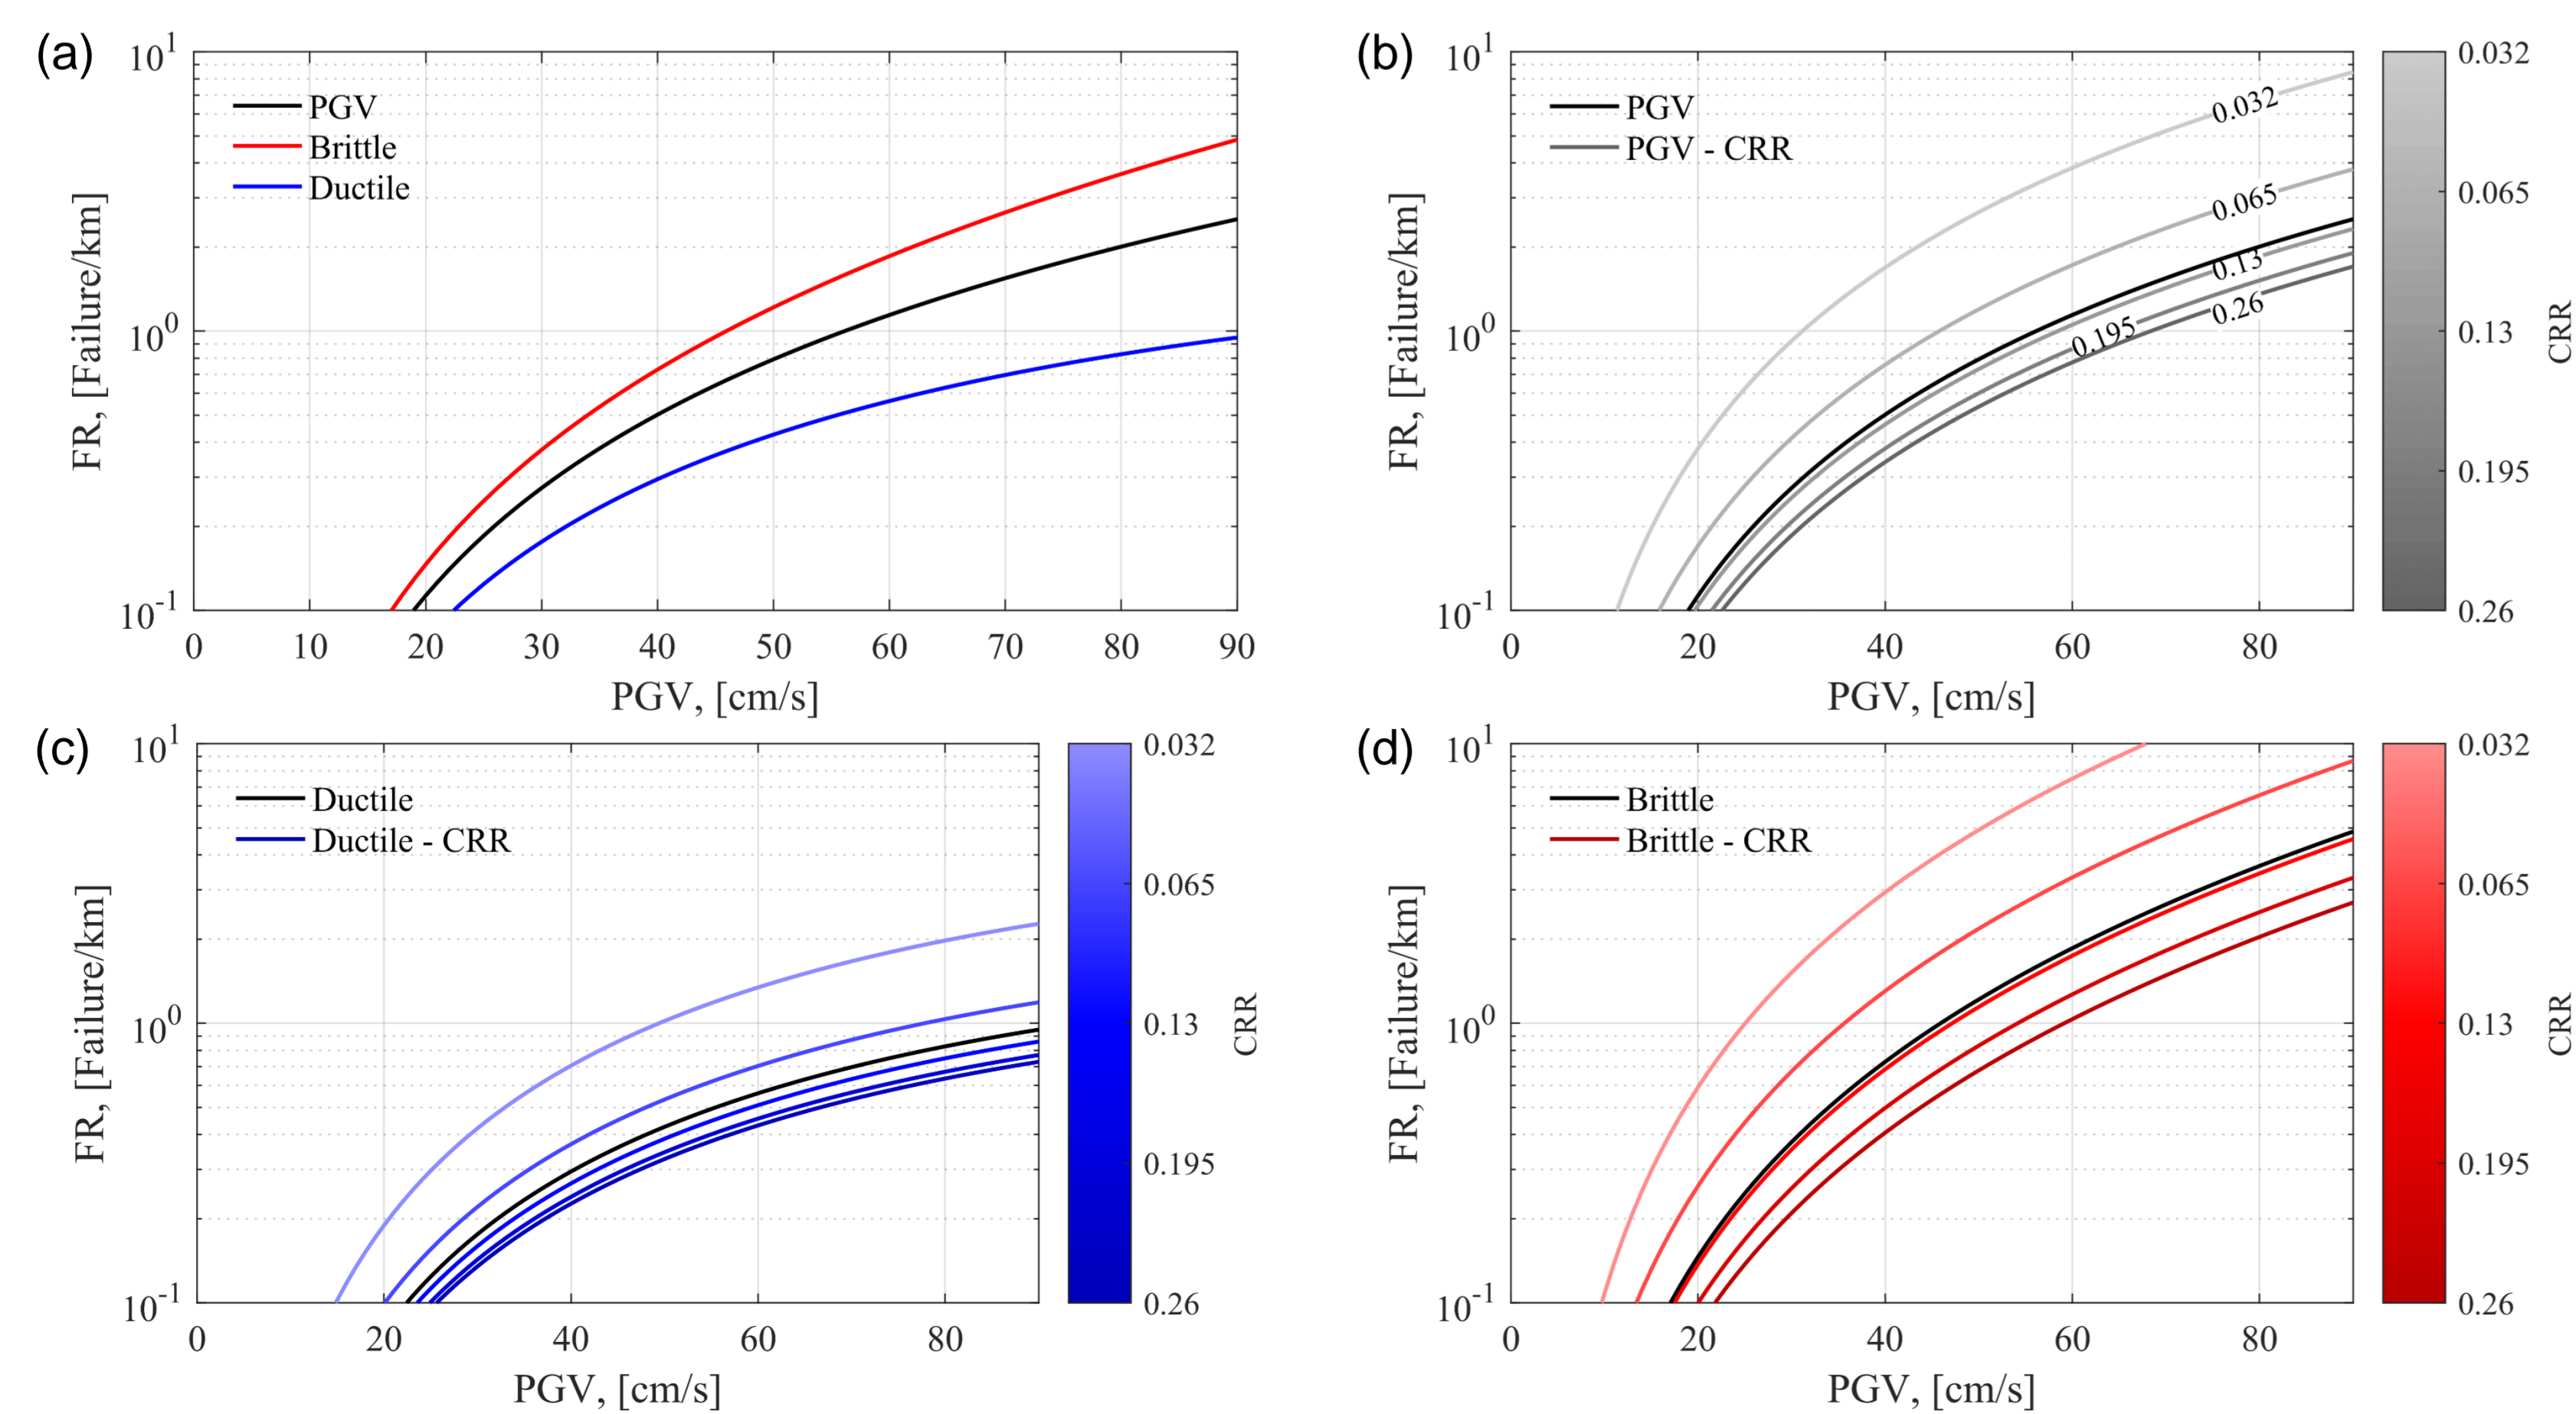 (a)
10^1
10^0
10^-1
FR, [Failure/km]
PGV
Brittle
Ductile
0 10 20 30 40 50 60 70 80 90
PGV, [cm/s]
(b)
10^1
10^0
10^-1
FR, [Failure/km]
PGV
PGV - CRR
0.032
0.065
0.13
0.195
0.26
0 20 40 60 80
PGV, [cm/s]
0.032
0.065
0.13
0.195
0.26
CRR
(c)
10^1
10^0
10^-1
FR, [Failure/km]
Ductile
Ductile - CRR
0 20 40 60 80
PGV, [cm/s]
0.032
0.065
0.13
0.195
0.26
CRR
(d)
10^1
10^0
10^-1
FR, [Failure/km]
Brittle
Brittle - CRR
0 20 40 60 80
PGV, [cm/s]
0.032
0.065
0.13
0.195
0.26
CRR